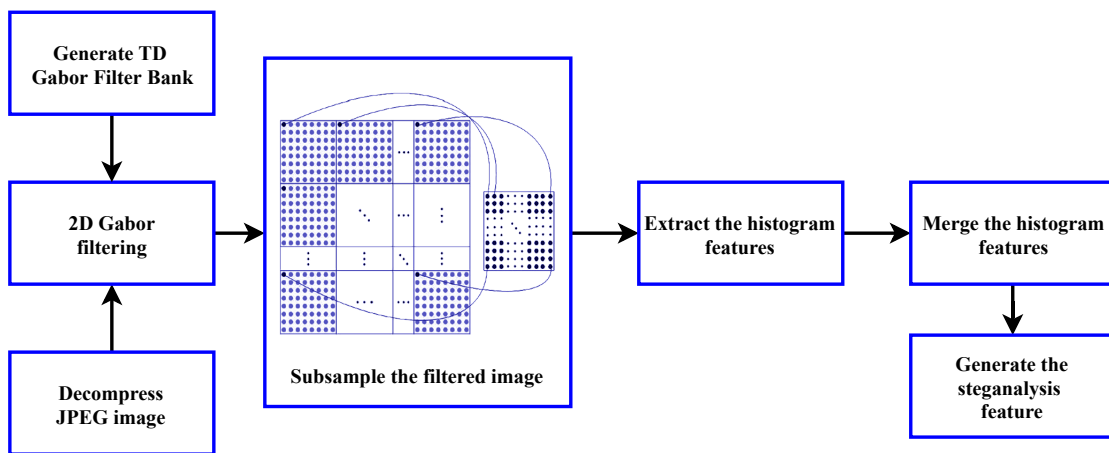 Generate TD
Gabor Filter Bank
2D Gabor
filtering
Decompress
JPEG image
Subsample the filtered image
Extract the histogram
features
Merge the histogram
features
Generate the
steganalysis
feature